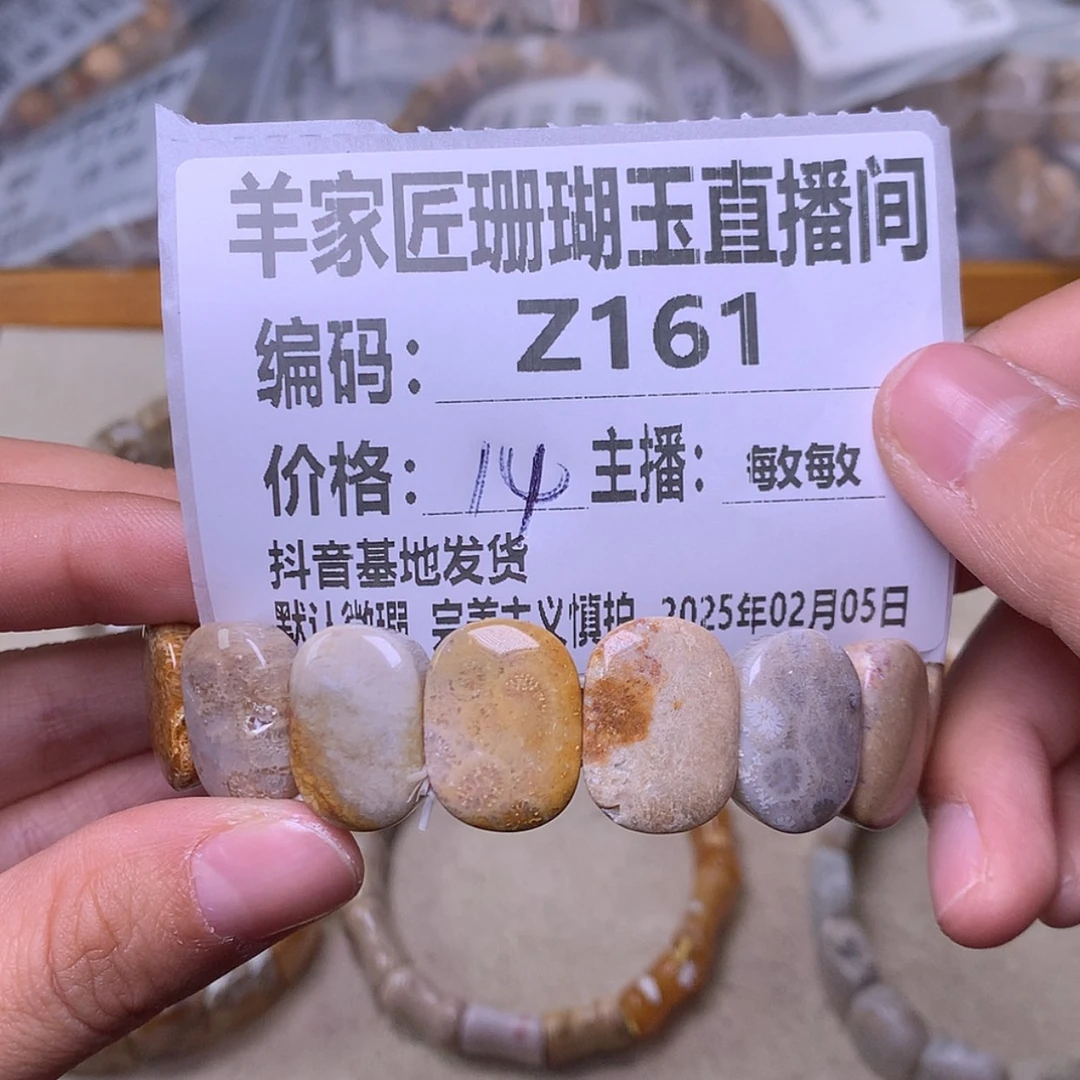 羊家匠珊瑚玉直播间
编码： Z161
价格： 14 主播： 敏敏
抖音基地发货
默认微瑕 完美主义慎拍 2025年02月05日